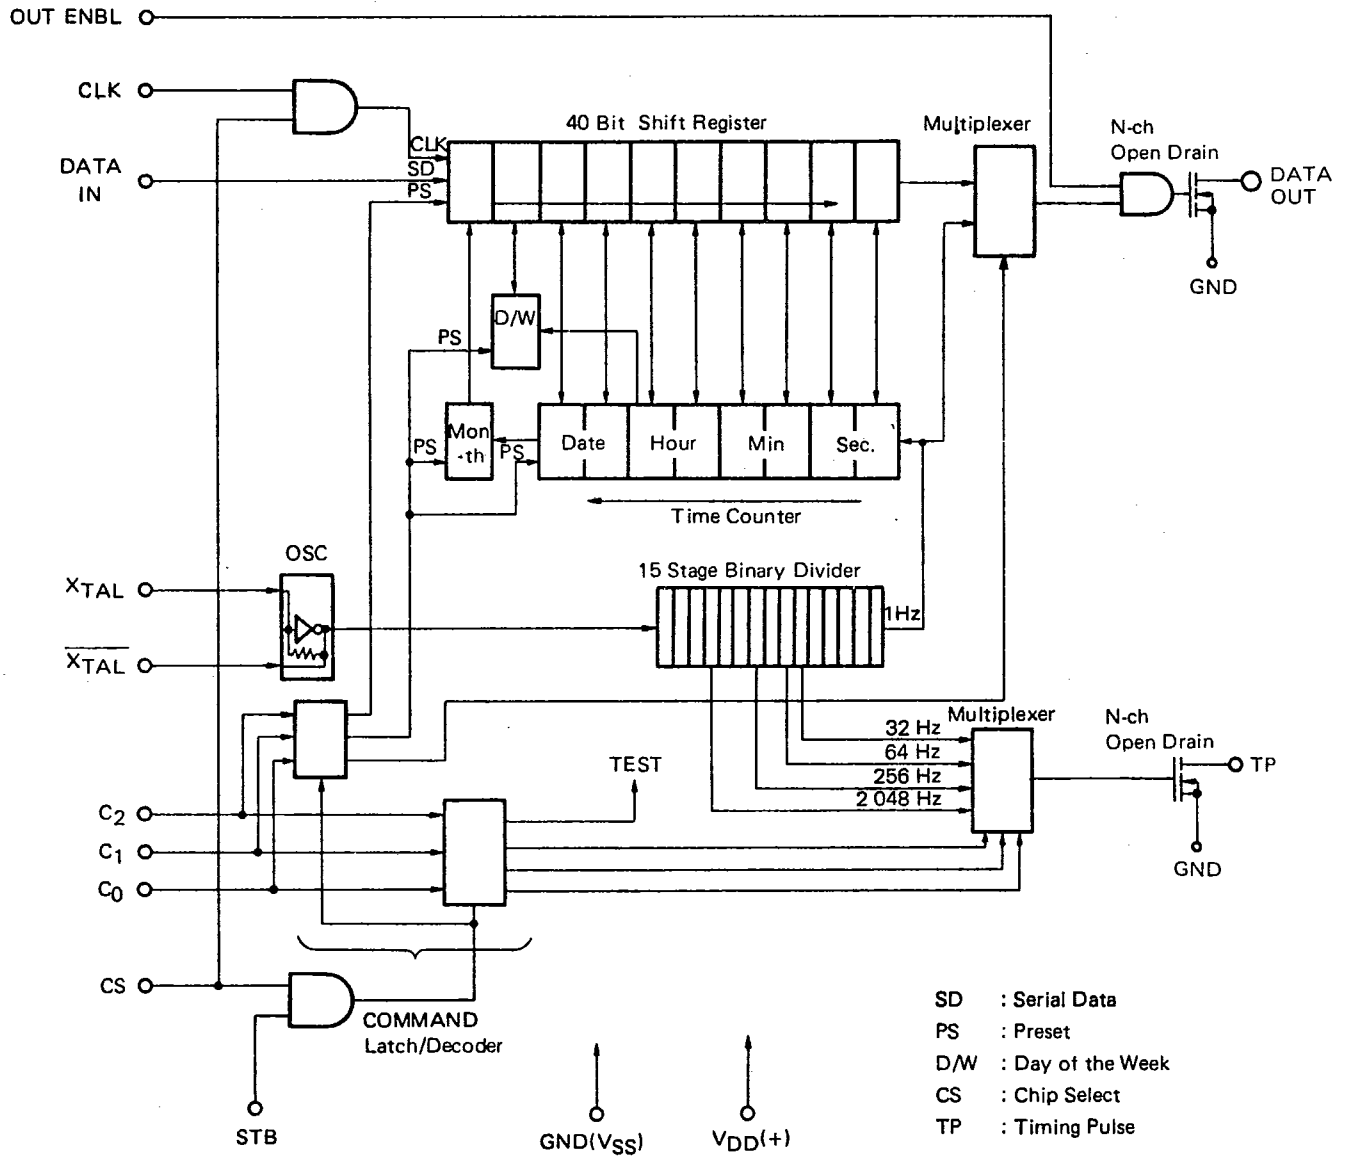 OUT ENBL
CLK
40 Bit Shift Register
Multiplexer
N-ch
Open Drain
DATA
IN
CLK
SD
PS
DATA
OUT
GND
D/W
PS
Mon
-th
PS
PS
Date
Hour
Min
Sec.
Time Counter
OSC
XTAL
XTAL
15 Stage Binary Divider
1Hz
Multiplexer
N-ch
Open Drain
32 Hz
64 Hz
256 Hz
2 048 Hz
TP
GND
TEST
C2
C1
C0
CS
COMMAND
Latch/Decoder
STB
GND(VSS)
VDD(+)
SD : Serial Data
PS : Preset
D/W : Day of the Week
CS : Chip Select
TP : Timing Pulse